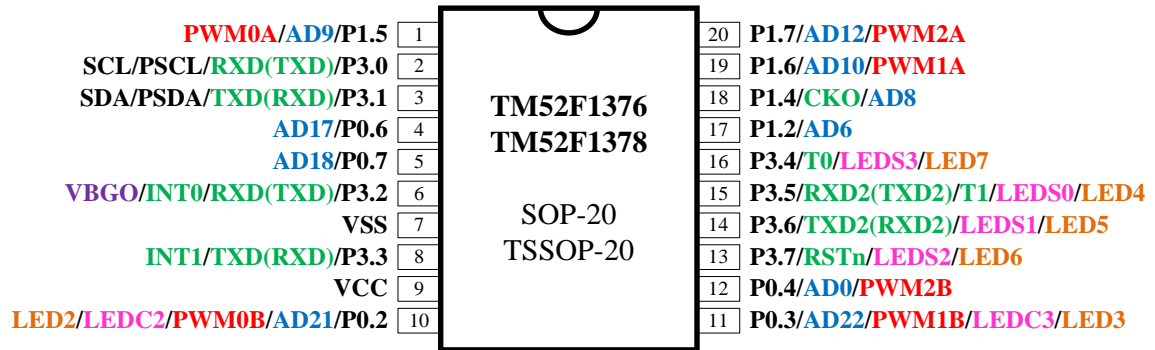 PWM0A/AD9/P1.5 1
SCL/PSCL/RXD(TXD)/P3.0 2
SDA/PSDA/TXD(RXD)/P3.1 3
AD17/P0.6 4
AD18/P0.7 5
VBGO/INT0/RXD(TXD)/P3.2 6
VSS 7
INT1/TXD(RXD)/P3.3 8
VCC 9
LED2/LEDC2/PWM0B/AD21/P0.2 10
TM52F1376
TM52F1378
SOP-20
TSSOP-20
20 P1.7/AD12/PWM2A
19 P1.6/AD10/PWM1A
18 P1.4/CKO/AD8
17 P1.2/AD6
16 P3.4/T0/LEDS3/LED7
15 P3.5/RXD2(TXD2)/T1/LEDS0/LED4
14 P3.6/TXD2(RXD2)/LEDS1/LED5
13 P3.7/RSTn/LEDS2/LED6
12 P0.4/AD0/PWM2B
11 P0.3/AD22/PWM1B/LEDC3/LED3